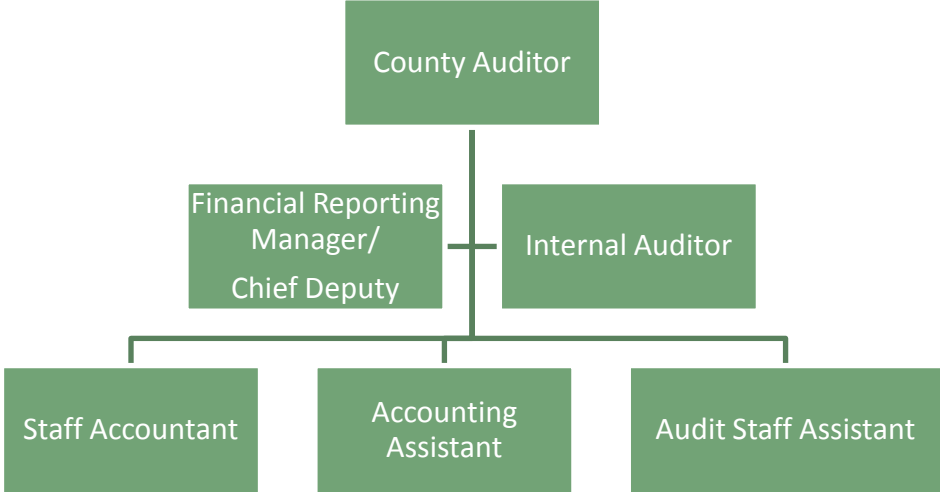 County Auditor
Financial Reporting
Manager/
Chief Deputy
Internal Auditor
Staff Accountant
Accounting
Assistant
Audit Staff Assistant